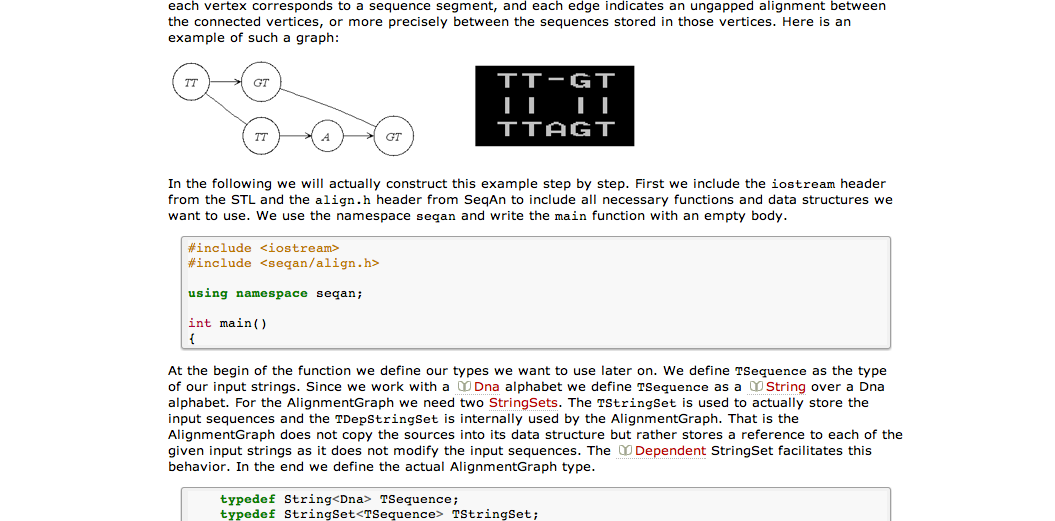 each vertex corresponds to a sequence segment, and each edge indicates an ungapped alignment between
the connected vertices, or more precisely between the sequences stored in those vertices. Here is an
example of such a graph:
TT
GT
TT
A
GT
TT-GT
|| ||
TTAGT
In the following we will actually construct this example step by step. First we include the iostream header
from the STL and the align.h header from SeqAn to include all necessary functions and data structures we
want to use. We use the namespace seqan and write the main function with an empty body.
#include <iostream>
#include <seqan/align.h>
using namespace seqan;
int main()
{
At the begin of the function we define our types we want to use later on. We define TSequence as the type
of our input strings. Since we work with a Dna alphabet we define TSequence as a String over a Dna
alphabet. For the AlignmentGraph we need two StringSets. The TStringSet is used to actually store the
input sequences and the TDepStringSet is internally used by the AlignmentGraph. That is the
AlignmentGraph does not copy the sources into its data structure but rather stores a reference to each of the
given input strings as it does not modify the input sequences. The Dependent StringSet facilitates this
behavior. In the end we define the actual AlignmentGraph type.
typedef String<Dna> TSequence;
typedef StringSet<TSequence> TStringSet;